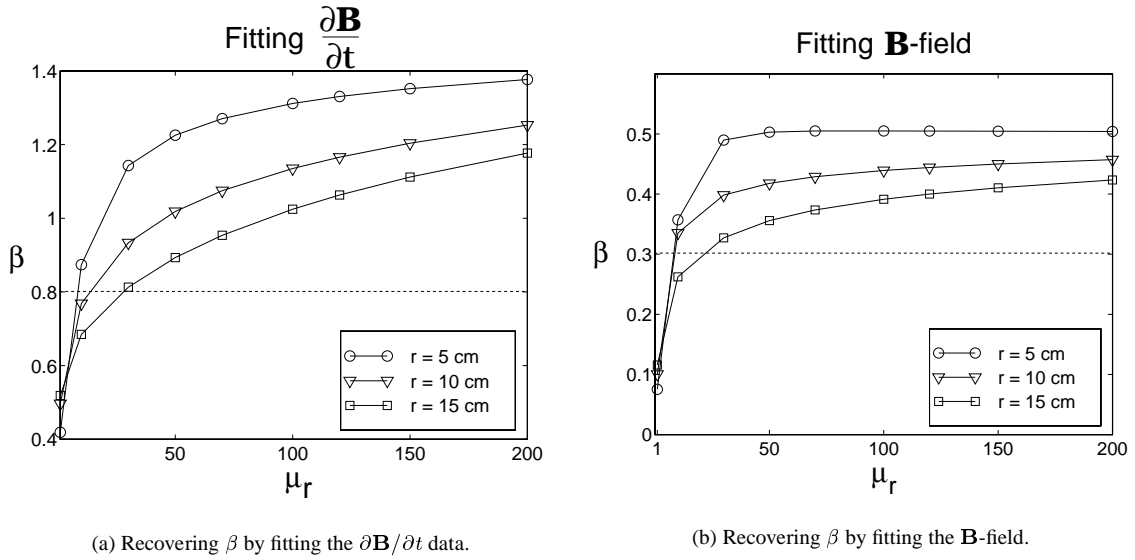 Fitting ∂B/∂t
1.4
1.2
1
β
0.8
0.6
0.4
50
100
150
200
μr
r = 5 cm
r = 10 cm
r = 15 cm
(a) Recovering β by fitting the ∂B/∂t data.
Fitting B-field
0.5
0.4
0.3
β
0.2
0.1
0
1
50
100
150
200
μr
r = 5 cm
r = 10 cm
r = 15 cm
(b) Recovering β by fitting the B-field.